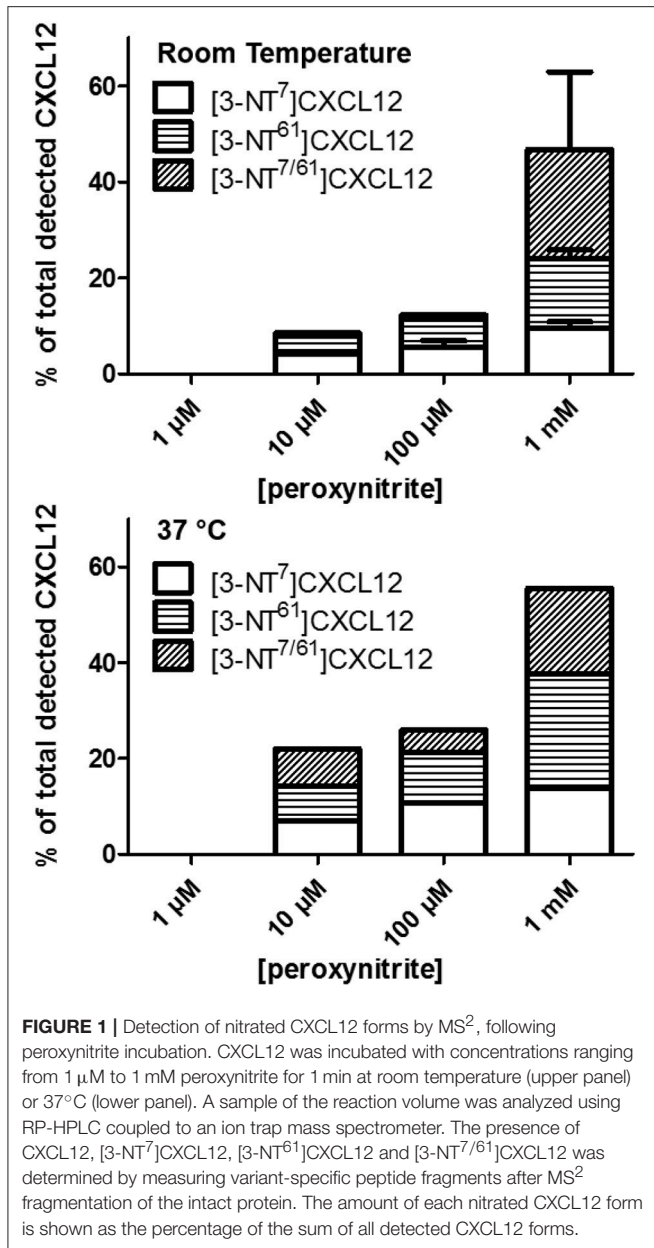 % of total detected CXCL12
60
40
20
0
Room Temperature
[3-NT⁷]CXCL12
[3-NT⁶¹]CXCL12
[3-NT⁷ᐟ⁶¹]CXCL12
1 µM
10 µM
100 µM
1 mM
[peroxynitrite]
% of total detected CXCL12
60
40
20
0
37 °C
[3-NT⁷]CXCL12
[3-NT⁶¹]CXCL12
[3-NT⁷ᐟ⁶¹]CXCL12
1 µM
10 µM
100 µM
1 mM
[peroxynitrite]
FIGURE 1 | Detection of nitrated CXCL12 forms by MS², following
peroxynitrite incubation. CXCL12 was incubated with concentrations ranging
from 1 µM to 1 mM peroxynitrite for 1 min at room temperature (upper panel)
or 37°C (lower panel). A sample of the reaction volume was analyzed using
RP-HPLC coupled to an ion trap mass spectrometer. The presence of
CXCL12, [3-NT⁷]CXCL12, [3-NT⁶¹]CXCL12 and [3-NT⁷ᐟ⁶¹]CXCL12 was
determined by measuring variant-specific peptide fragments after MS²
fragmentation of the intact protein. The amount of each nitrated CXCL12 form
is shown as the percentage of the sum of all detected CXCL12 forms.